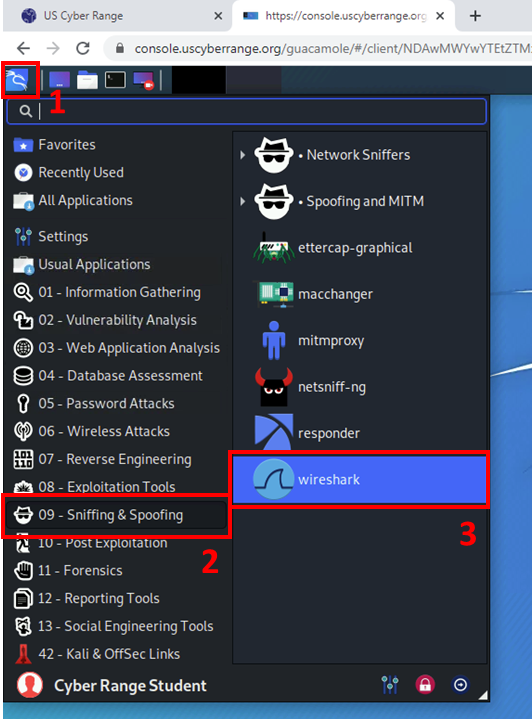 US Cyber Range
https://console.uscyberrange.org/g
console.uscyberrange.org/guacamole/#/client/NDAwMWYwYTEtZTM
1
Favorites
Recently Used
All Applications
Settings
Usual Applications
01 - Information Gathering
02 - Vulnerability Analysis
03 - Web Application Analysis
04 - Database Assessment
05 - Password Attacks
06 - Wireless Attacks
07 - Reverse Engineering
08 - Exploitation Tools
09 - Sniffing & Spoofing
2
10 - Post Exploitation
11 - Forensics
12 - Reporting Tools
13 - Social Engineering Tools
42 - Kali & OffSec Links
• Network Sniffers
• Spoofing and MITM
ettercap-graphical
macchanger
mitmproxy
netsniff-ng
responder
wireshark
3
Cyber Range Student